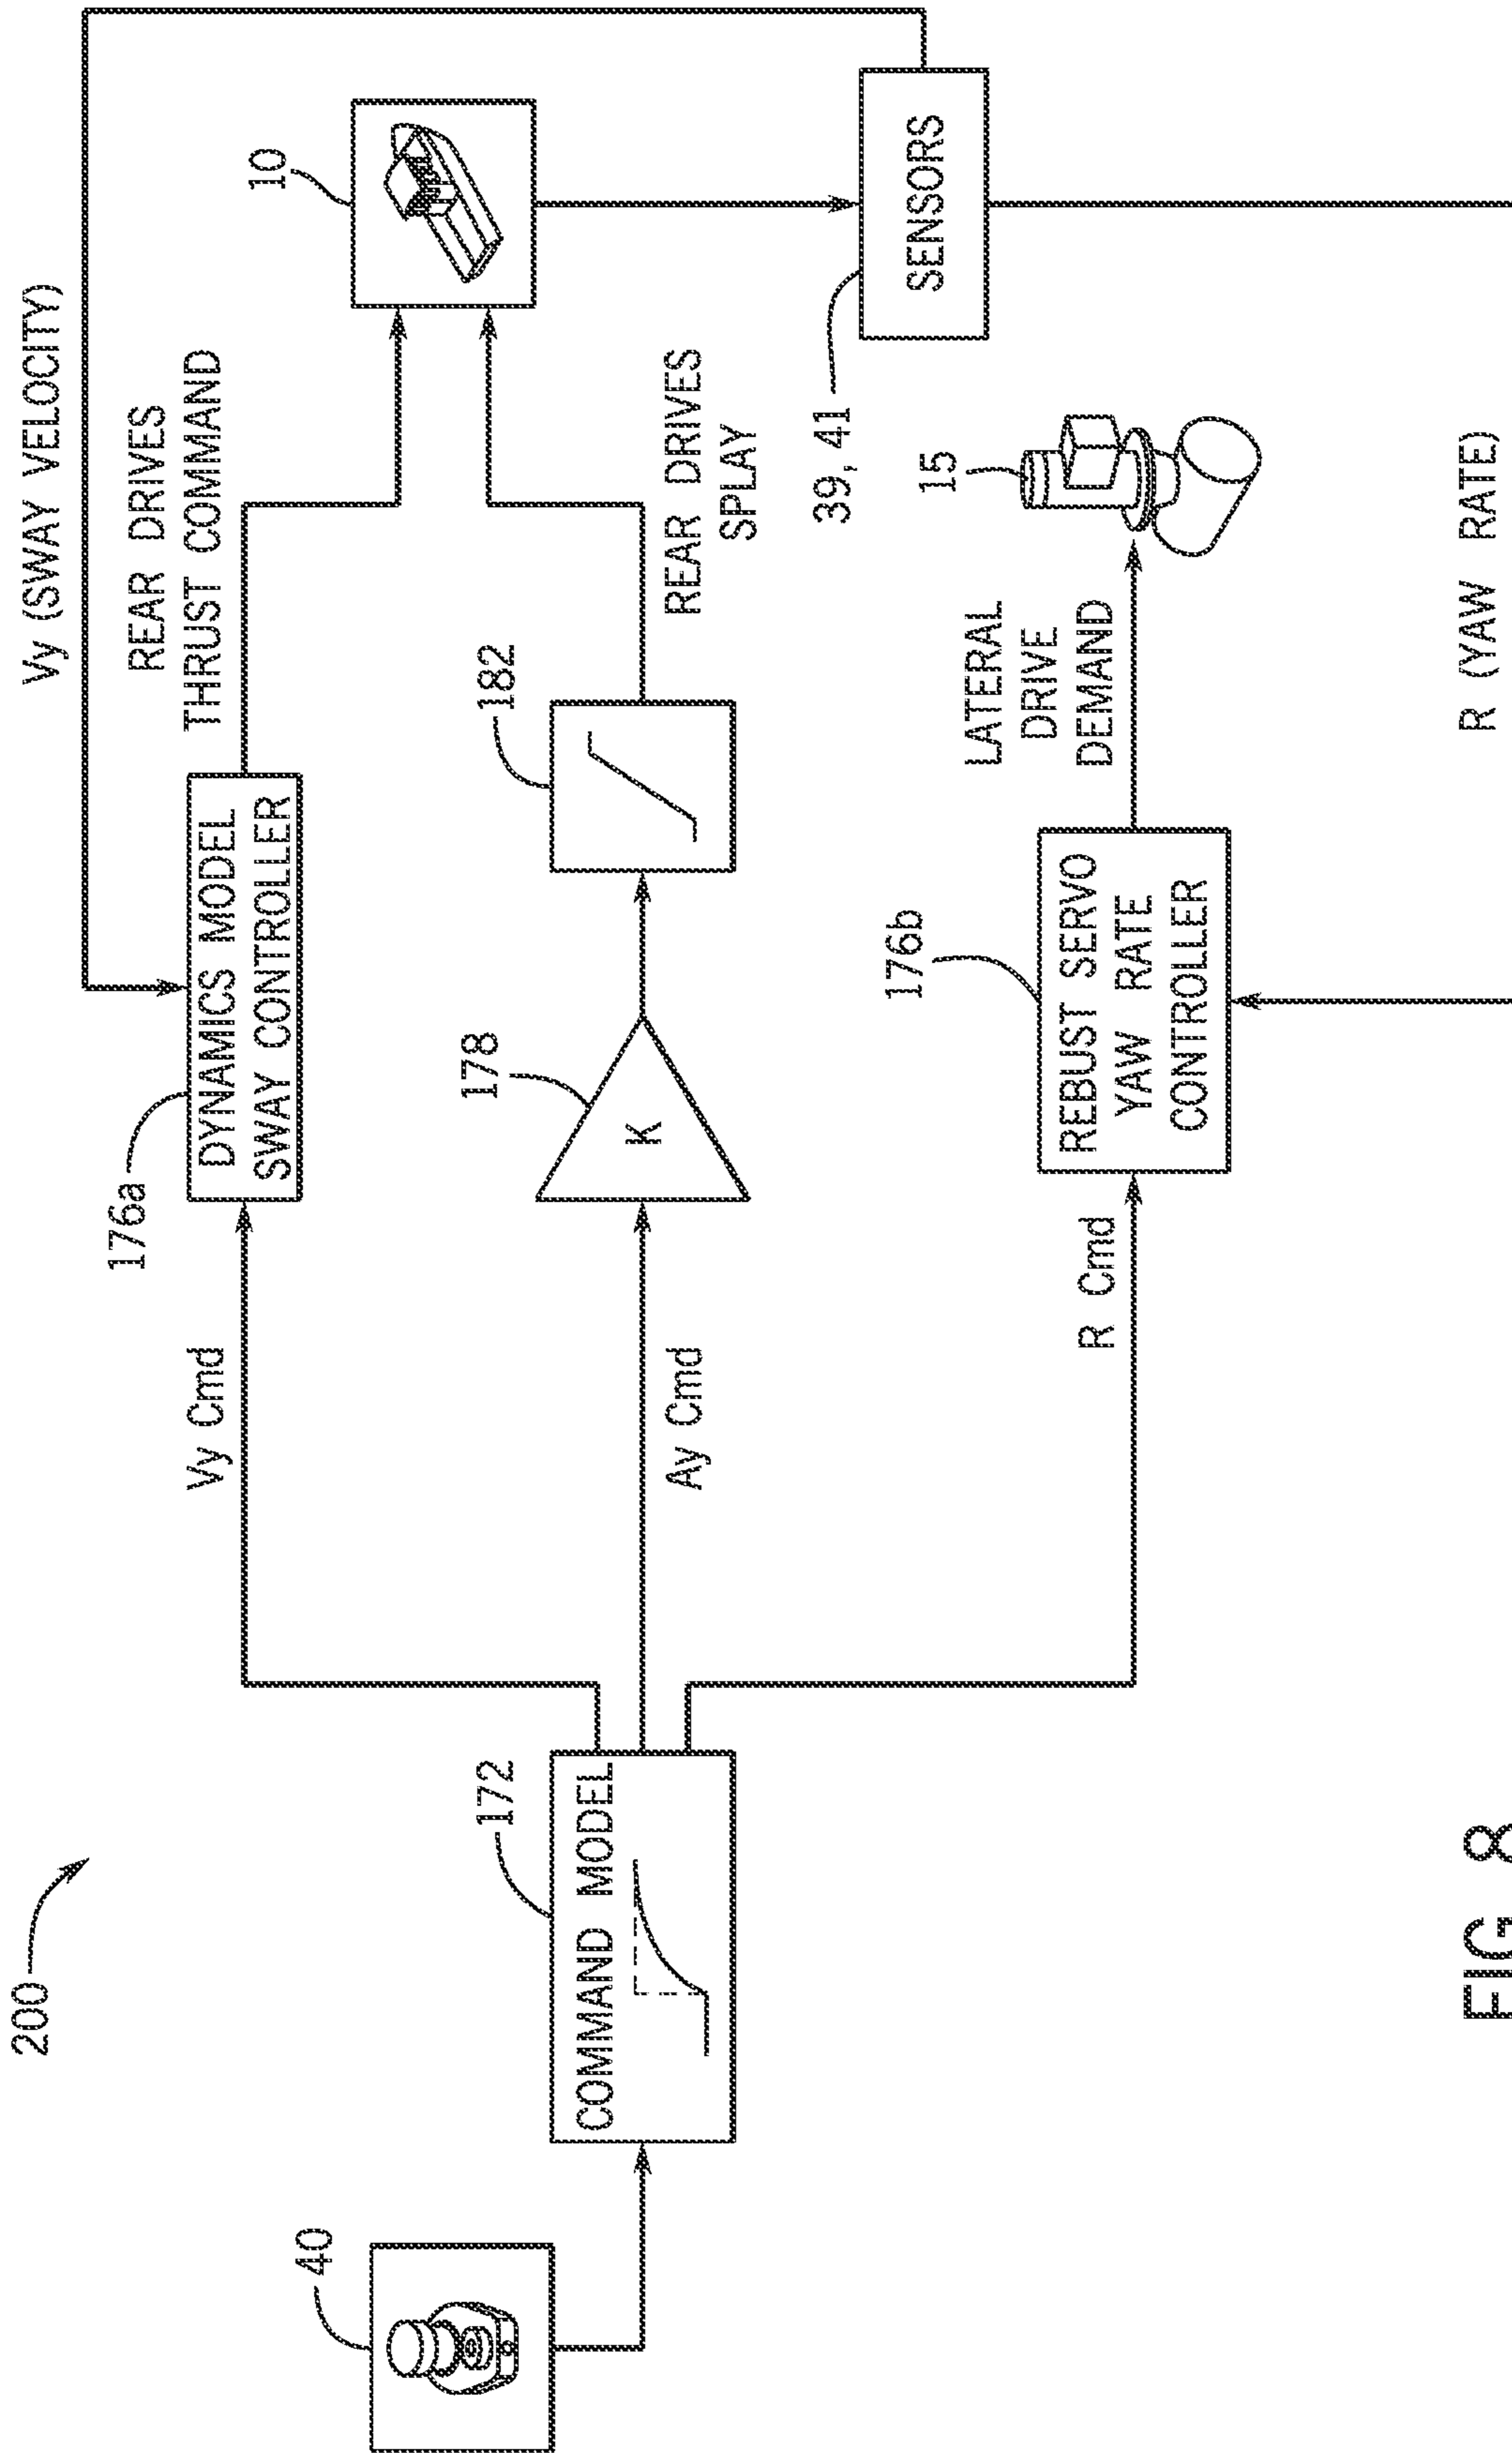 200
40
172
COMMAND MODEL
Vy Cmd
Ay Cmd
R Cmd
176a
DYNAMICS MODEL
SWAY CONTROLLER
178
K
182
176b
REBUST SERVO
YAW RATE
CONTROLLER
Vy (SWAY VELOCITY)
REAR DRIVES
THRUST COMMAND
REAR DRIVES
SPLAY
LATERAL
DRIVE
DEMAND
15
10
39, 41
SENSORS
R (YAW RATE)
FIG. 8